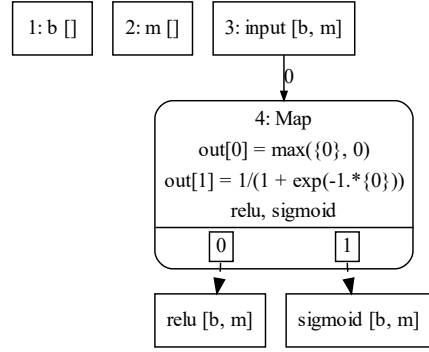 1: b []
2: m []
3: input [b, m]
0
4: Map
out[0] = max({0}, 0)
out[1] = 1/(1 + exp(-1.*{0}))
relu, sigmoid
0
1
relu [b, m]
sigmoid [b, m]